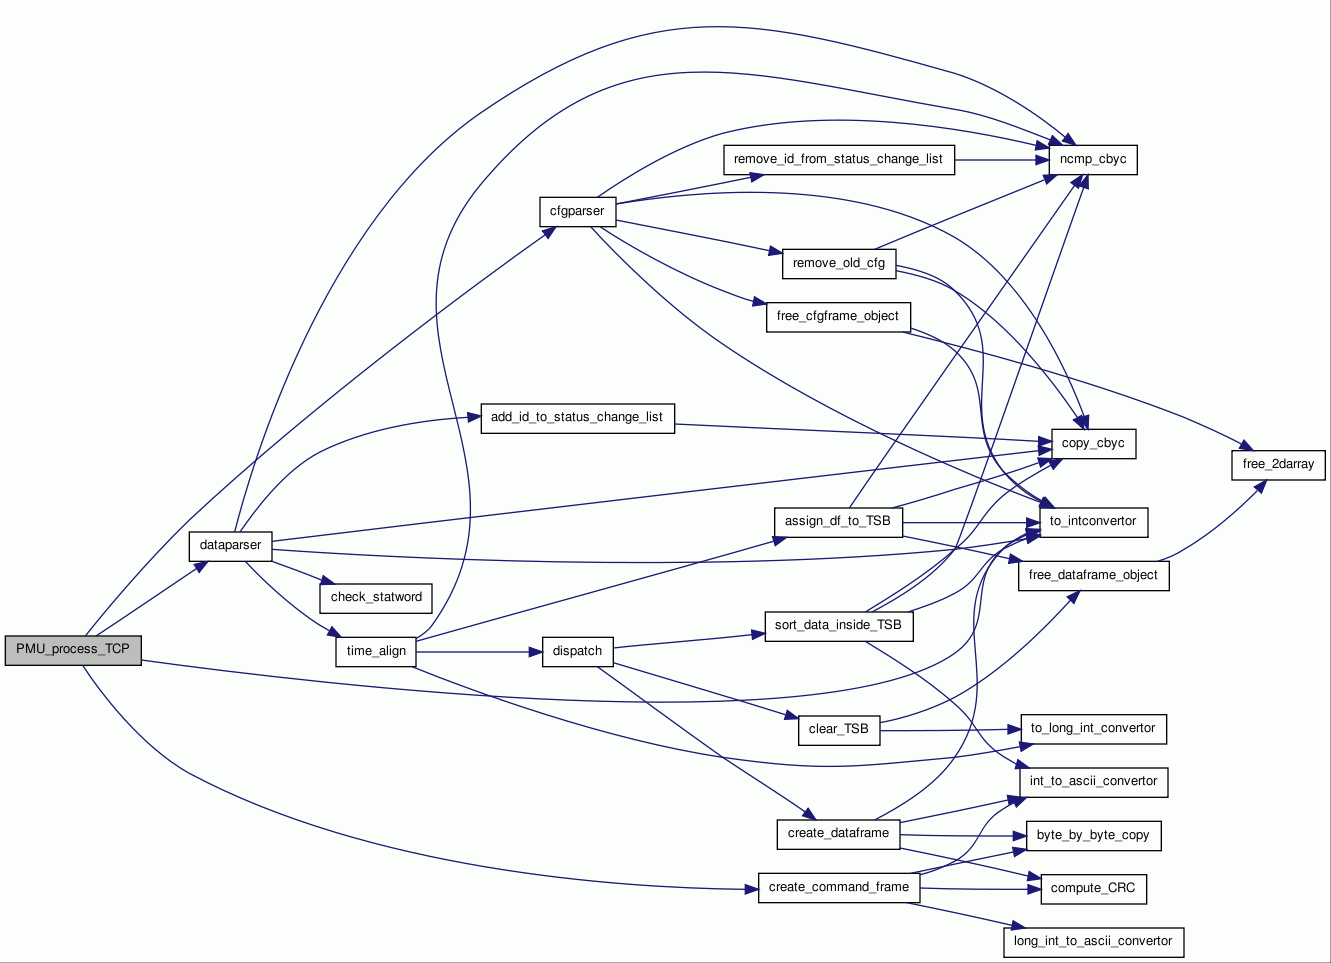 ncmp_cbyc
remove_id_from_status_change_list
cfgparser
remove_old_cfg
free_cfgframe_object
add_id_to_status_change_list
copy_cbyc
free_2darray
assign_df_to_TSB
to_intconvertor
dataparser
free_dataframe_object
check_statword
sort_data_inside_TSB
PMU_process_TCP
time_align
dispatch
clear_TSB
to_long_int_convertor
int_to_ascii_convertor
create_dataframe
byte_by_byte_copy
create_command_frame
compute_CRC
long_int_to_ascii_convertor